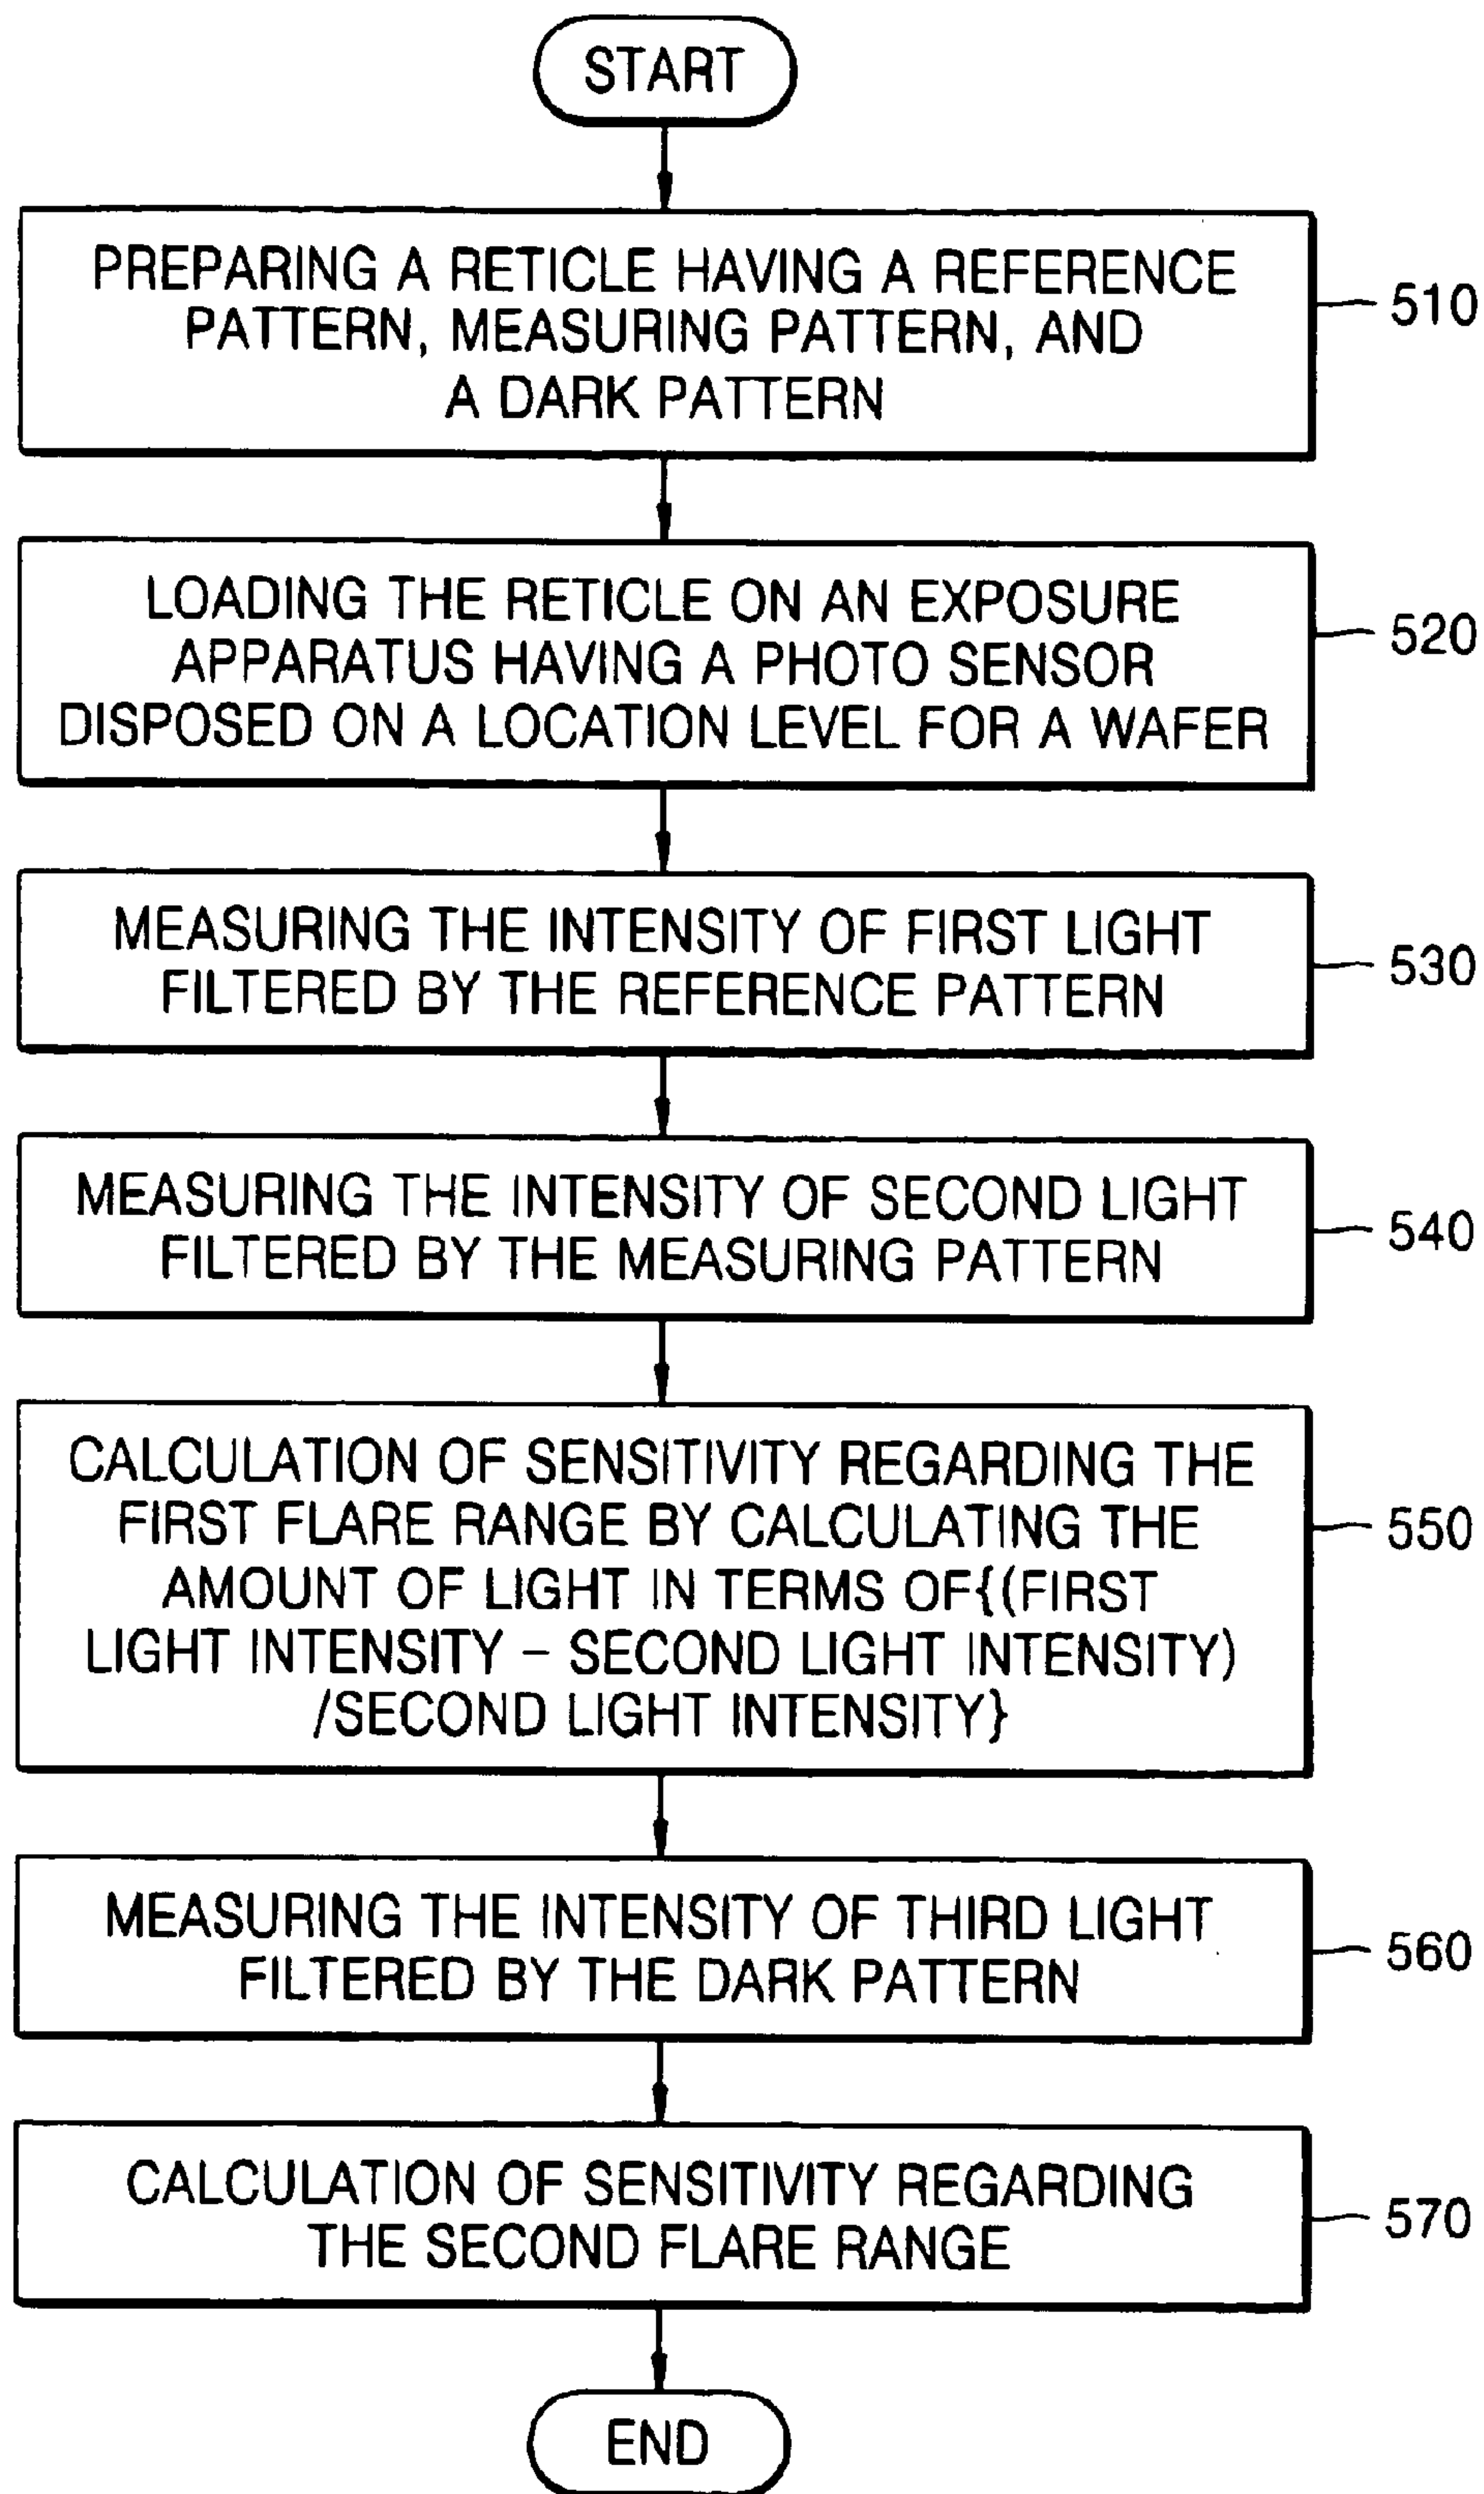 START
PREPARING A RETICLE HAVING A REFERENCE
PATTERN, MEASURING PATTERN, AND
A DARK PATTERN
510
LOADING THE RETICLE ON AN EXPOSURE
APPARATUS HAVING A PHOTO SENSOR
DISPOSED ON A LOCATION LEVEL FOR A WAFER
520
MEASURING THE INTENSITY OF FIRST LIGHT
FILTERED BY THE REFERENCE PATTERN
530
MEASURING THE INTENSITY OF SECOND LIGHT
FILTERED BY THE MEASURING PATTERN
540
CALCULATION OF SENSITIVITY REGARDING THE
FIRST FLARE RANGE BY CALCULATING THE
AMOUNT OF LIGHT IN TERMS OF{(FIRST
LIGHT INTENSITY – SECOND LIGHT INTENSITY)
/SECOND LIGHT INTENSITY}
550
MEASURING THE INTENSITY OF THIRD LIGHT
FILTERED BY THE DARK PATTERN
560
CALCULATION OF SENSITIVITY REGARDING
THE SECOND FLARE RANGE
570
END